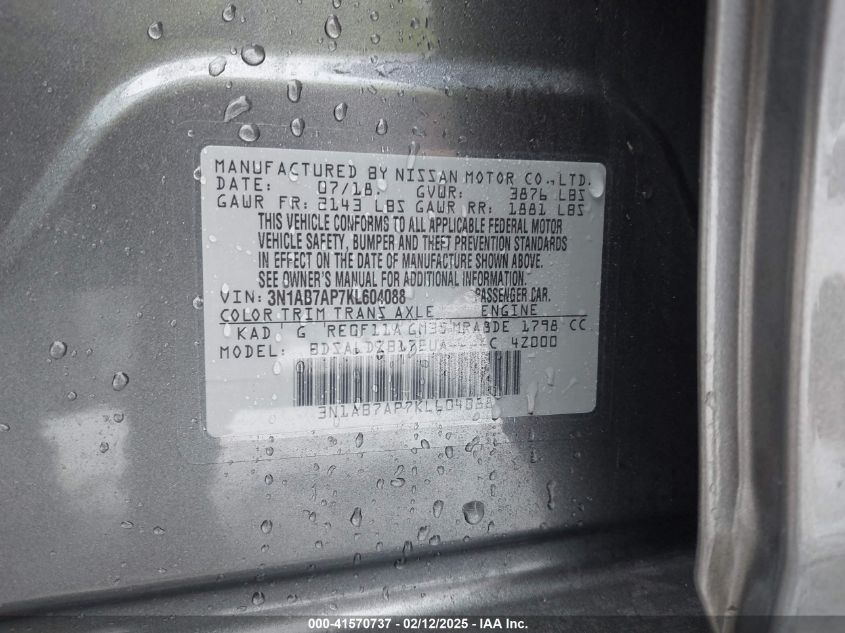 MANUFACTURED BY NISSAN MOTOR CO.,LTD.
DATE: 07/18. GVWR: 3876 LBS
GAWR FR: 2143 LBS GAWR RR: 1881 LBS
THIS VEHICLE CONFORMS TO ALL APPLICABLE FEDERAL MOTOR
VEHICLE SAFETY, BUMPER AND THEFT PREVENTION STANDARDS
IN EFFECT ON THE DATE OF MANUFACTURE SHOWN ABOVE.
SEE OWNER'S MANUAL FOR ADDITIONAL INFORMATION.
VIN: 3N1AB7AP7KL604088 PASSENGER CAR.
COLOR TRIM TRANS AXLE ENGINE
KAD G RE0F11A GN35 MRA8DE 1798 CC
MODEL: 4Z000
3N1AB7AP7KL604088
000-41570737 - 02/12/2025 - IAA Inc.